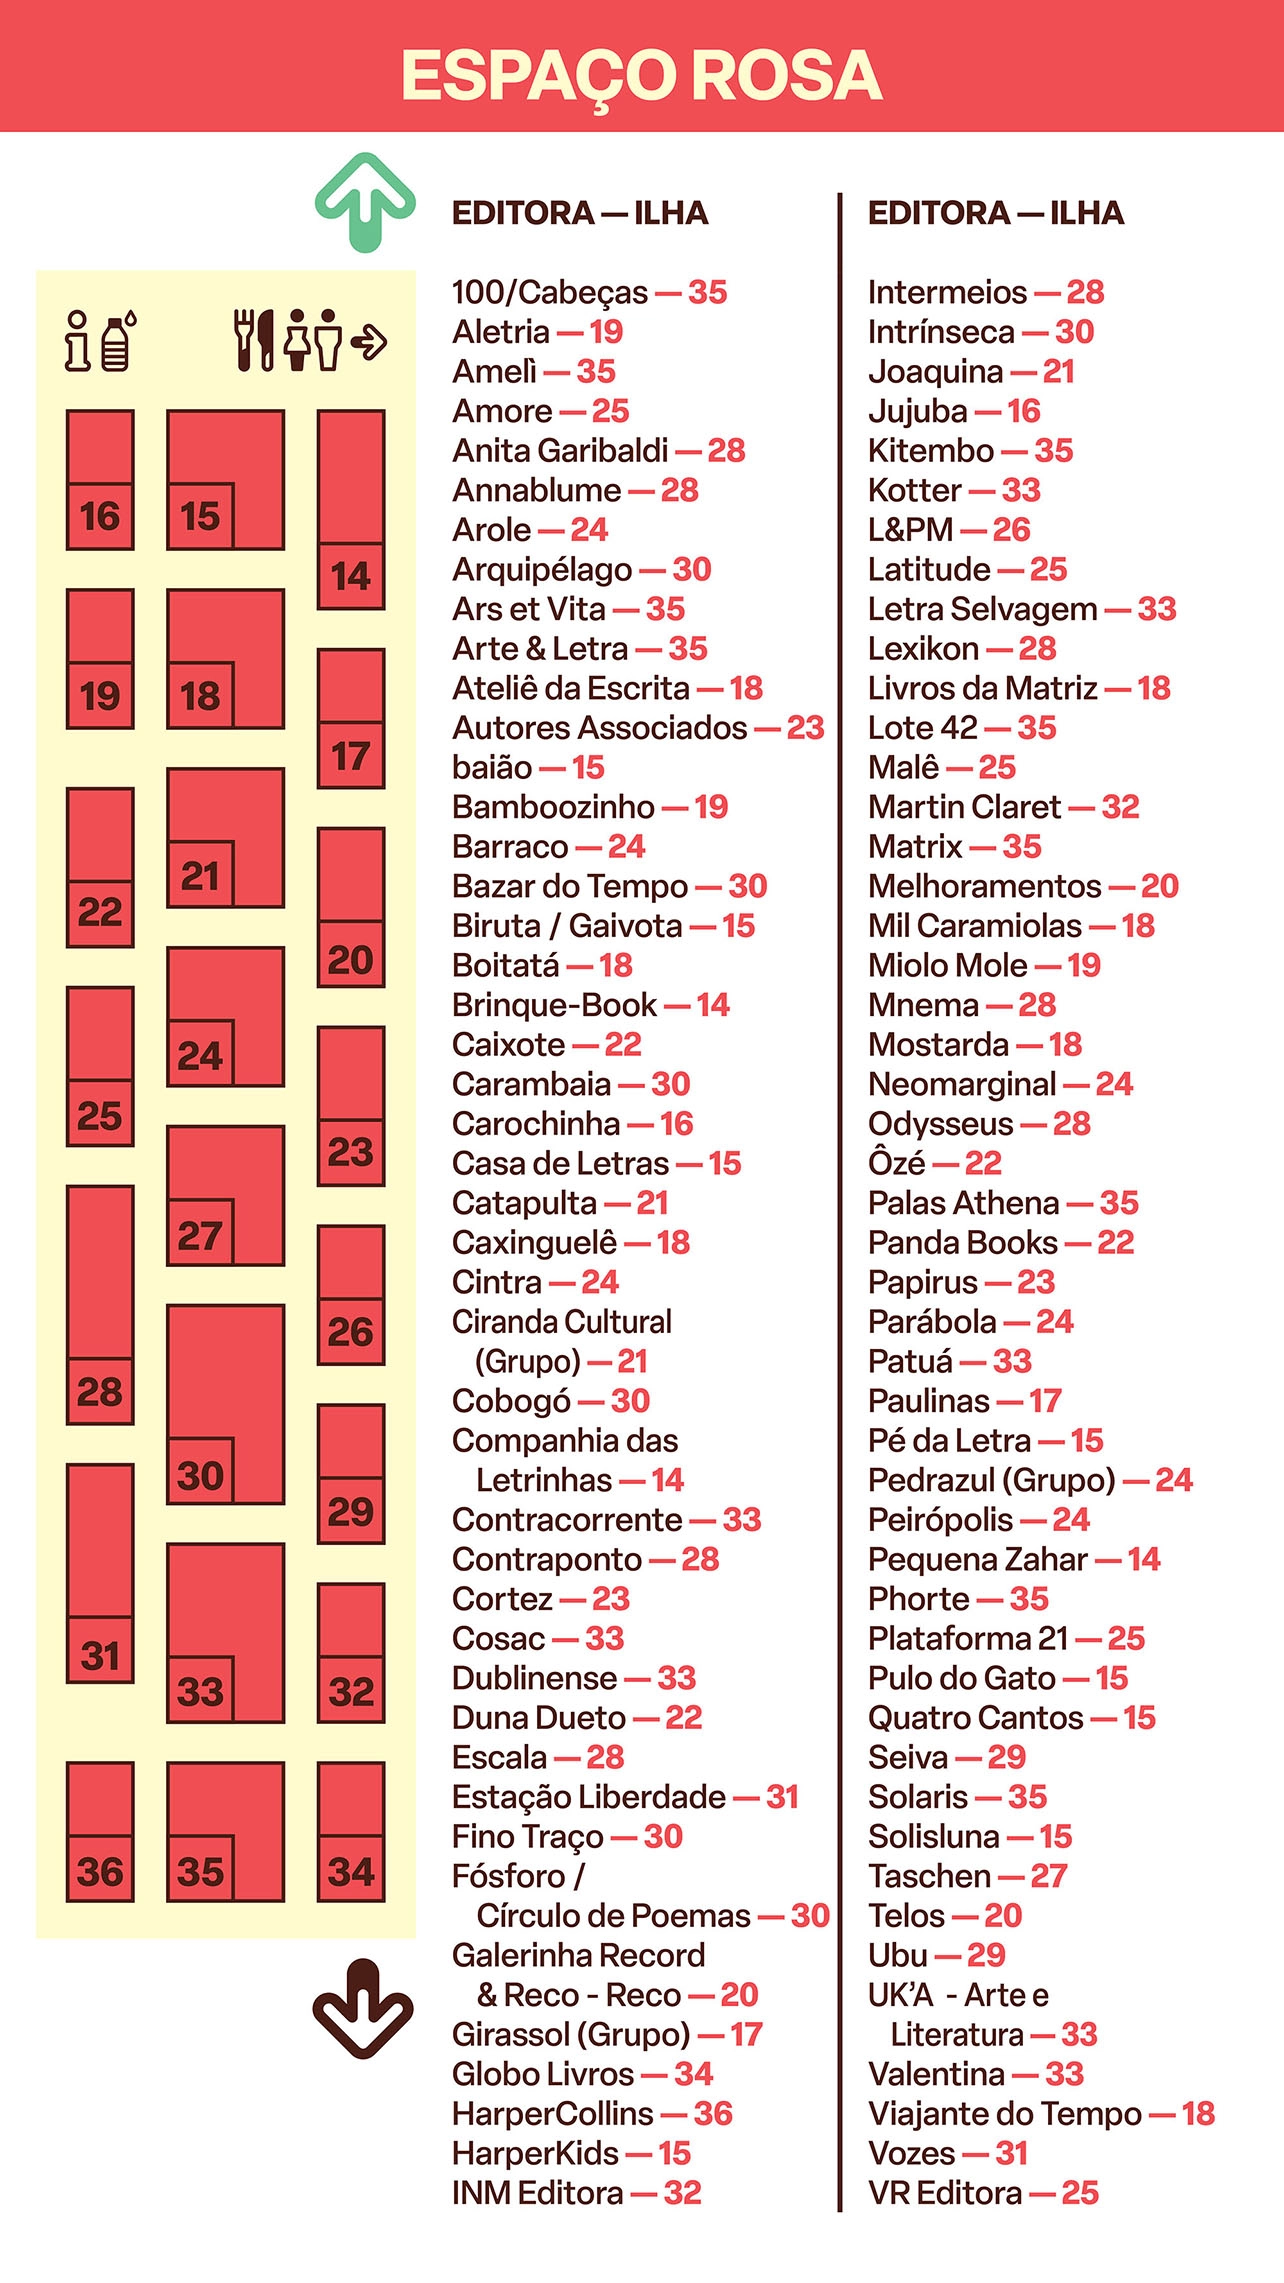 ESPAÇO ROSA
16
15
14
19
18
17
21
22
20
24
25
23
27
26
28
30
29
31
33
32
36
35
34
EDITORA — ILHA
100/Cabeças — 35
Aletria — 19
Amelì — 35
Amore — 25
Anita Garibaldi — 28
Annablume — 28
Arole — 24
Arquipélago — 30
Ars et Vita — 35
Arte & Letra — 35
Ateliê da Escrita — 18
Autores Associados — 23
baião — 15
Bamboozinho — 19
Barraco — 24
Bazar do Tempo — 30
Biruta / Gaivota — 15
Boitatá — 18
Brinque-Book — 14
Caixote — 22
Carambaia — 30
Carochinha — 16
Casa de Letras — 15
Catapulta — 21
Caxinguelê — 18
Cintra — 24
Ciranda Cultural
(Grupo) — 21
Cobogó — 30
Companhia das
Letrinhas — 14
Contracorrente — 33
Contraponto — 28
Cortez — 23
Cosac — 33
Dublinense — 33
Duna Dueto — 22
Escala — 28
Estação Liberdade — 31
Fino Traço — 30
Fósforo /
Círculo de Poemas — 30
Galerinha Record
& Reco - Reco — 20
Girassol (Grupo) — 17
Globo Livros — 34
HarperCollins — 36
HarperKids — 15
INM Editora — 32
EDITORA — ILHA
Intermeios — 28
Intrínseca — 30
Joaquina — 21
Jujuba — 16
Kitembo — 35
Kotter — 33
L&PM — 26
Latitude — 25
Letra Selvagem — 33
Lexikon — 28
Livros da Matriz — 18
Lote 42 — 35
Malê — 25
Martin Claret — 32
Matrix — 35
Melhoramentos — 20
Mil Caramiolas — 18
Miolo Mole — 19
Mnema — 28
Mostarda — 18
Neomarginal — 24
Odysseus — 28
Ôzé — 22
Palas Athena — 35
Panda Books — 22
Papirus — 23
Parábola — 24
Patuá — 33
Paulinas — 17
Pé da Letra — 15
Pedrazul (Grupo) — 24
Peirópolis — 24
Pequena Zahar — 14
Phorte — 35
Plataforma 21 — 25
Pulo do Gato — 15
Quatro Cantos — 15
Seiva — 29
Solaris — 35
Solisluna — 15
Taschen — 27
Telos — 20
Ubu — 29
UK’A - Arte e
Literatura — 33
Valentina — 33
Viajante do Tempo — 18
Vozes — 31
VR Editora — 25